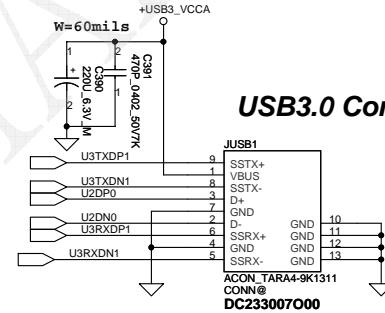 +USB3_VCCA
W=60mils
1
2
+
C390
220U_6.3V_M
2
1
C391
470P_0402_50V7K
USB3.0 Con
JUSB1
U3TXDP1 9 SSTX+
1 VBUS
U3TXDN1 8 SSTX-
U2DP0 3 D+
7 GND
U2DN0 2 D- GND 10
U3RXDP1 6 SSRX+ GND 11
4 GND GND 12
U3RXDN1 5 SSRX- GND 13
ACON_TARA4-9K1311
CONN@
DC233007O00